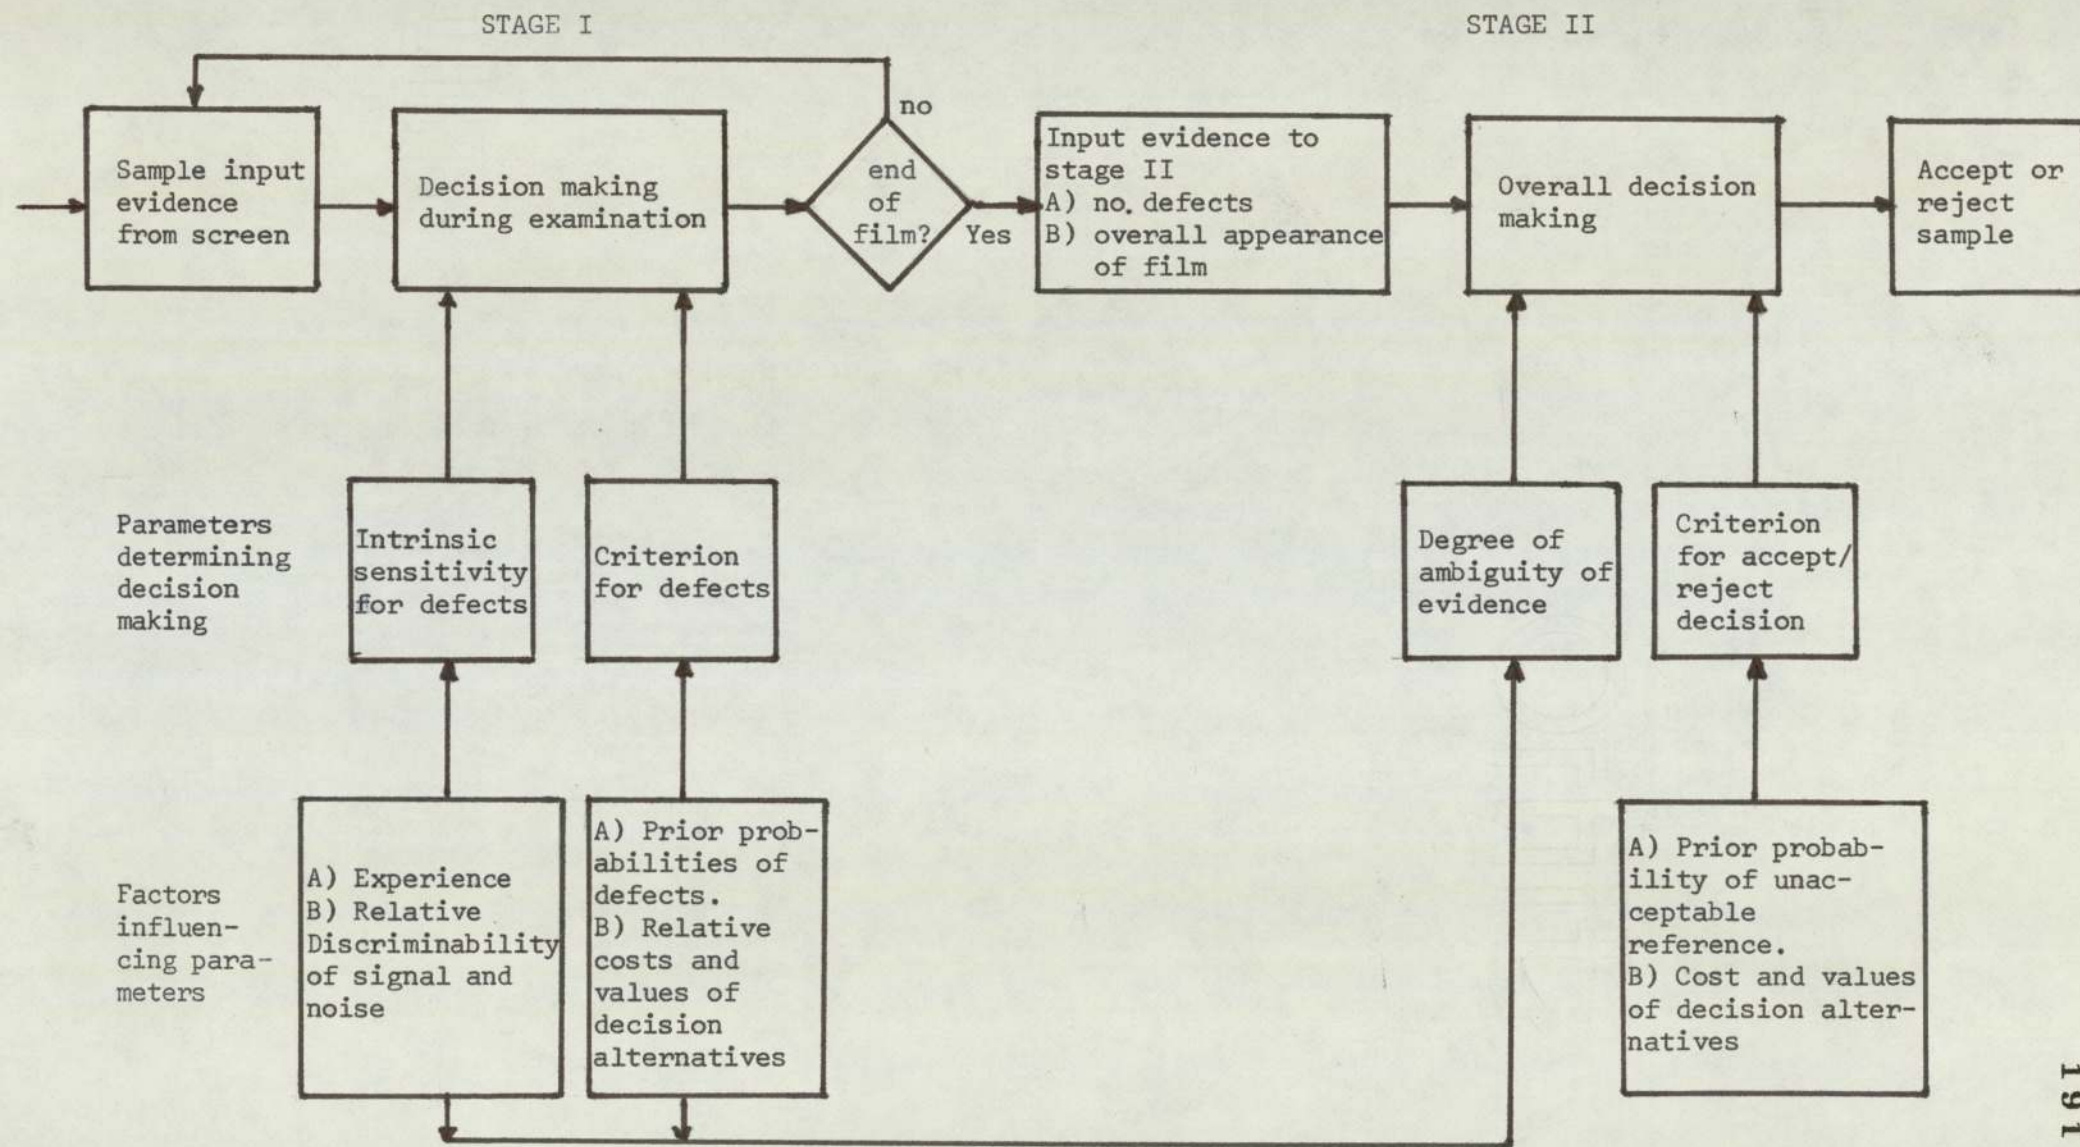 STAGE I
STAGE II
no
Sample input
evidence
from screen
Decision making
during examination
end
of
film?
Yes
Input evidence to
stage II
A) no. defects
B) overall appearance
of film
Overall decision
making
Accept or
reject
sample
Parameters
determining
decision
making
Intrinsic
sensitivity
for defects
Criterion
for defects
Degree of
ambiguity of
evidence
Criterion
for accept/
reject
decision
Factors
influen-
cing para-
meters
A) Experience
B) Relative
Discriminability
of signal and
noise
A) Prior prob-
abilities of
defects.
B) Relative
costs and
values of
decision
alternatives
A) Prior probab-
ility of unac-
ceptable
reference.
B) Cost and values
of decision alter-
natives
191